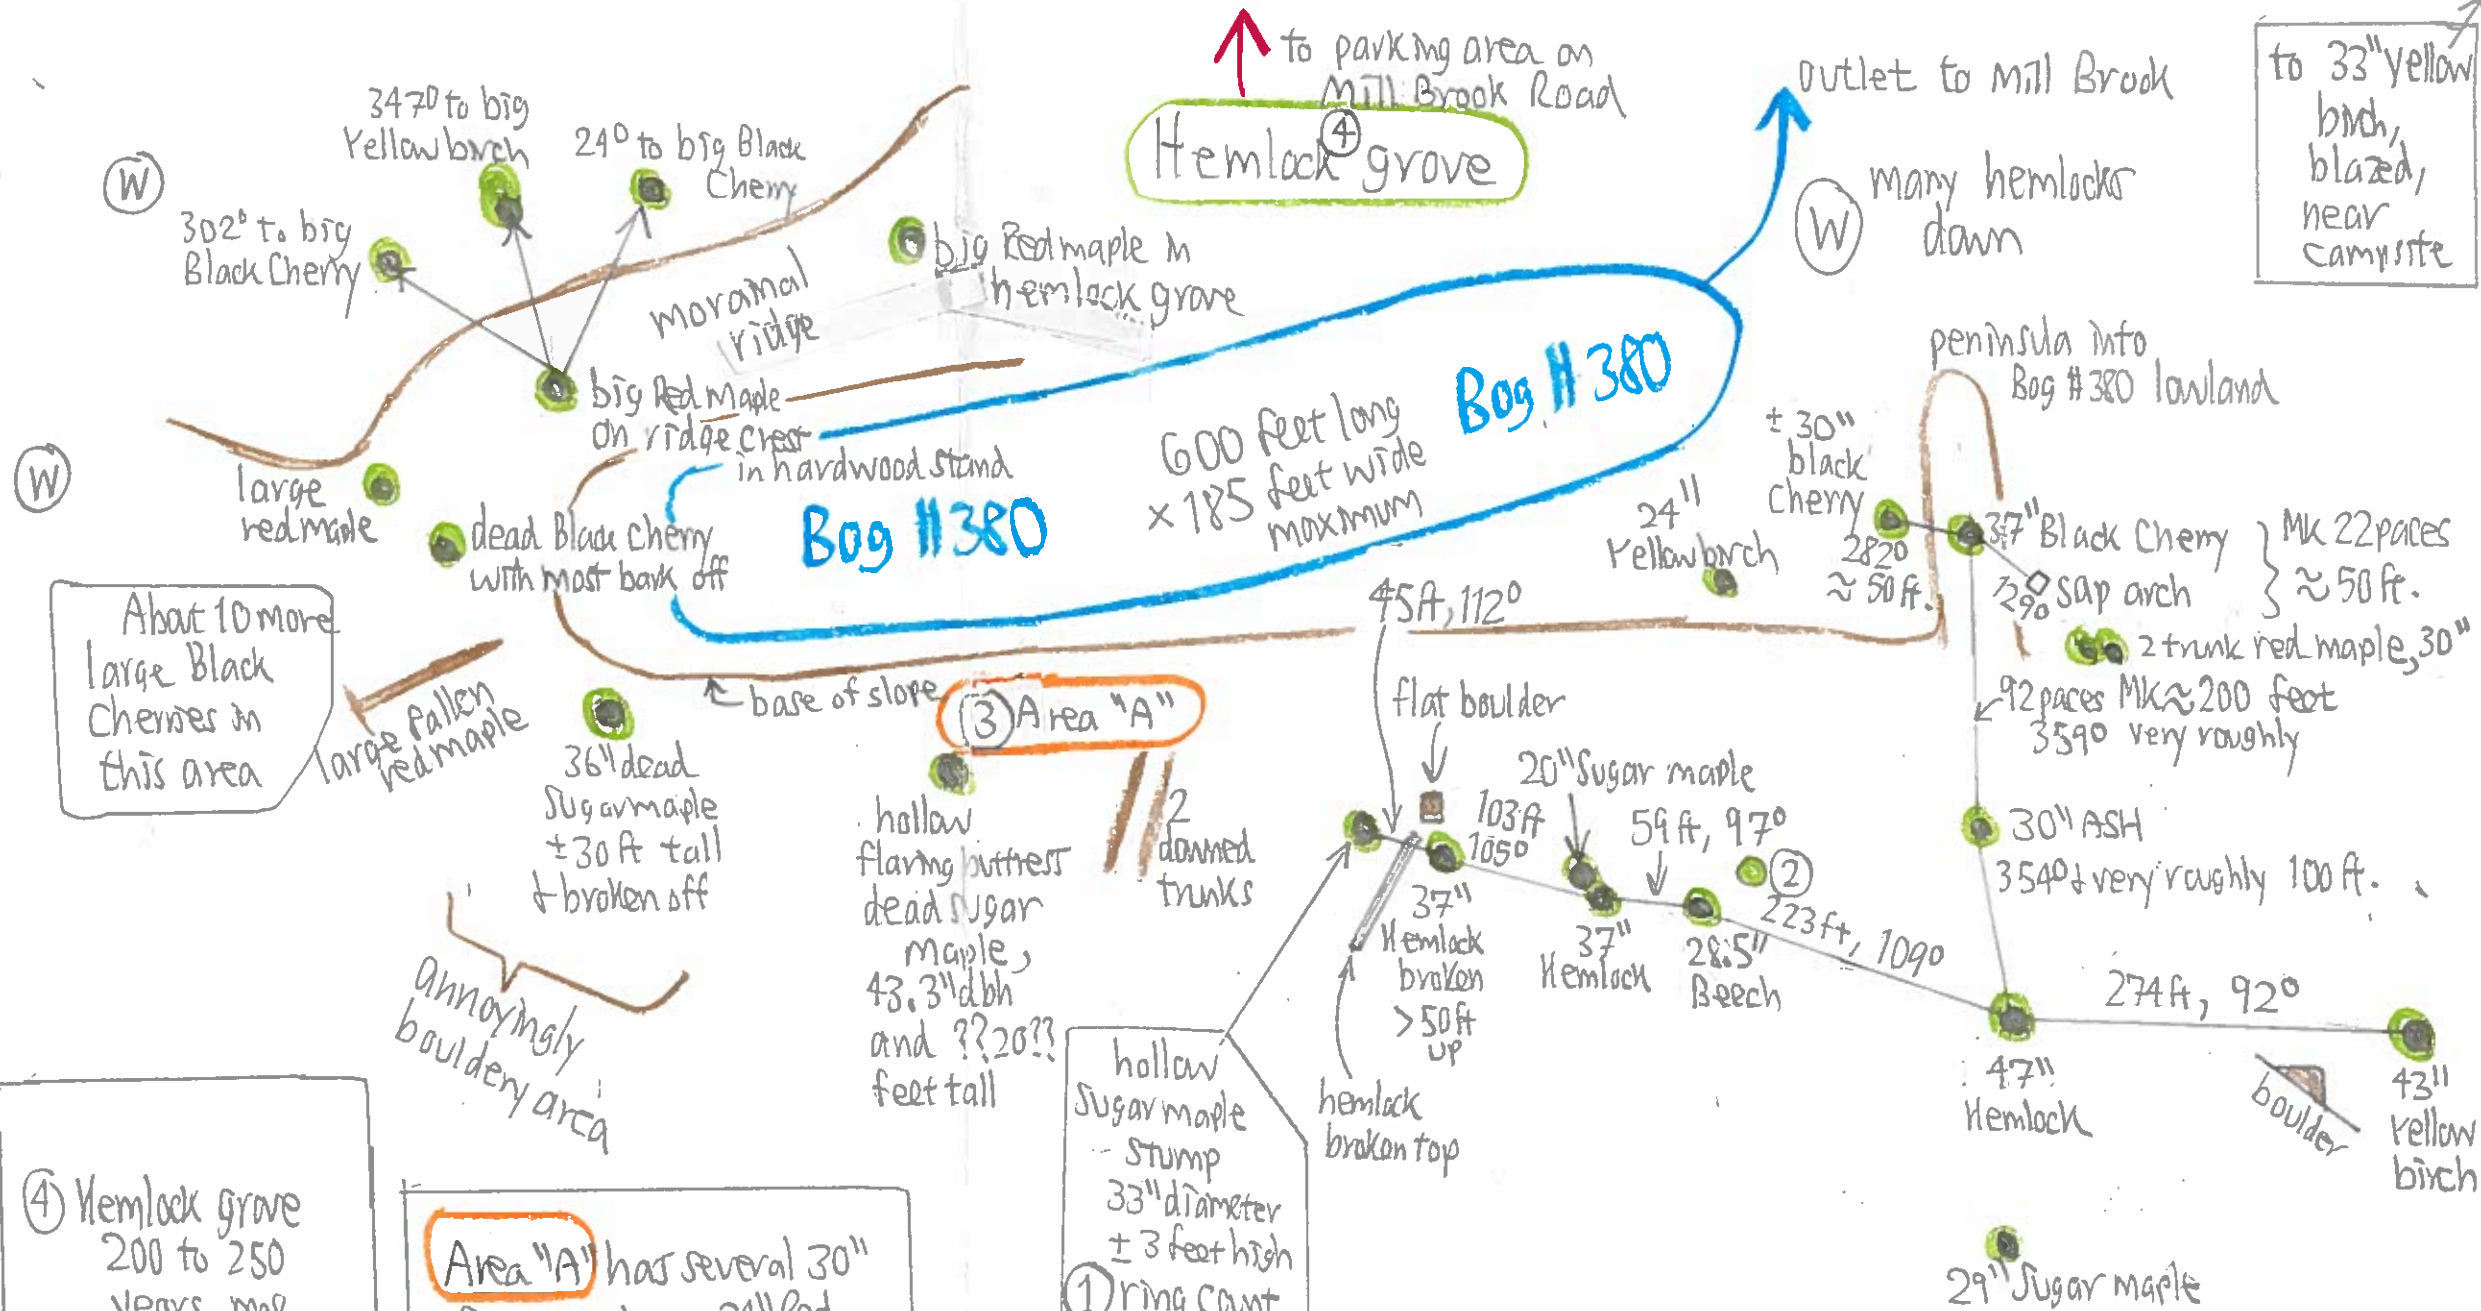 to parking area on
Mill Brook Road
Hemlock grove
④
outlet to Mill Brook
W
many hemlocks
down
to 33" yellow
birch,
blazed,
near
campsite
347° to big
Yellow birch
24° to big Black
Cherry
W
302° to big
Black Cherry
big Red maple in
hemlock grove
morainal
ridge
big Red Maple
on ridge crest
in hardwood stand
W
large
red maple
dead Black Cherry
with most bark off
Bog #380
Bog #380
600 feet long
x 185 feet wide
maximum
peninsula into
Bog #380 lowland
± 30"
black
Cherry
282°
≈ 50 ft.
37" Black Cherry
sap arch
129°
MK 22 paces
≈ 50 ft.
24"
Yellow birch
2 trunk red maple, 30"
92 paces MK ≈ 200 feet
359° very roughly
About 10 more
large Black
Cherries in
this area
large fallen
red maple
base of slope
③ Area "A"
45 ft, 112°
flat boulder
36" dead
Sugar maple
± 30 ft tall
& broken off
hollow
flaring buttress
dead sugar
maple,
43.3" dbh
and ??20??
feet tall
2
downed
trunks
103 ft
105°
20" Sugar maple
59 ft, 97°
②
223 ft, 109°
37"
Hemlock
broken
> 50 ft
up
37"
Hemlock
28.5"
Beech
30" ASH
354° & very roughly 100 ft.
274 ft, 92°
47"
Hemlock
boulder
43"
Yellow
birch
annoyingly
bouldery area
hemlock
broken top
hollow
Sugar maple
stump
33" diameter
± 3 feet high
① ring count
④ Hemlock grove
200 to 250
years
Area "A" has several 30"
29" Sugar maple